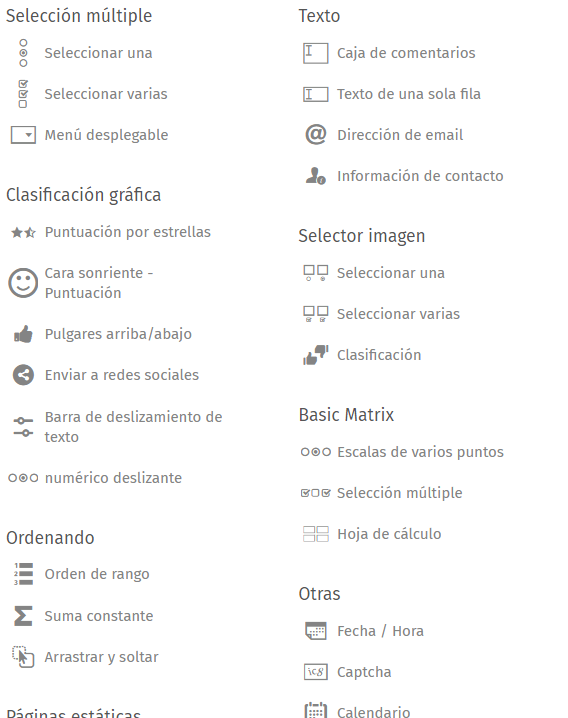 Selección múltiple
Seleccionar una
Seleccionar varias
Menú desplegable
Clasificación gráfica
Puntuación por estrellas
Cara sonriente -
Puntuación
Pulgares arriba/abajo
Enviar a redes sociales
Barra de deslizamiento de
texto
numérico deslizante
Ordenando
Orden de rango
Suma constante
Arrastrar y soltar
Páginas estáticas
Texto
Caja de comentarios
Texto de una sola fila
Dirección de email
Información de contacto
Selector imagen
Seleccionar una
Seleccionar varias
Clasificación
Basic Matrix
Escalas de varios puntos
Selección múltiple
Hoja de cálculo
Otras
Fecha / Hora
Captcha
Calendario